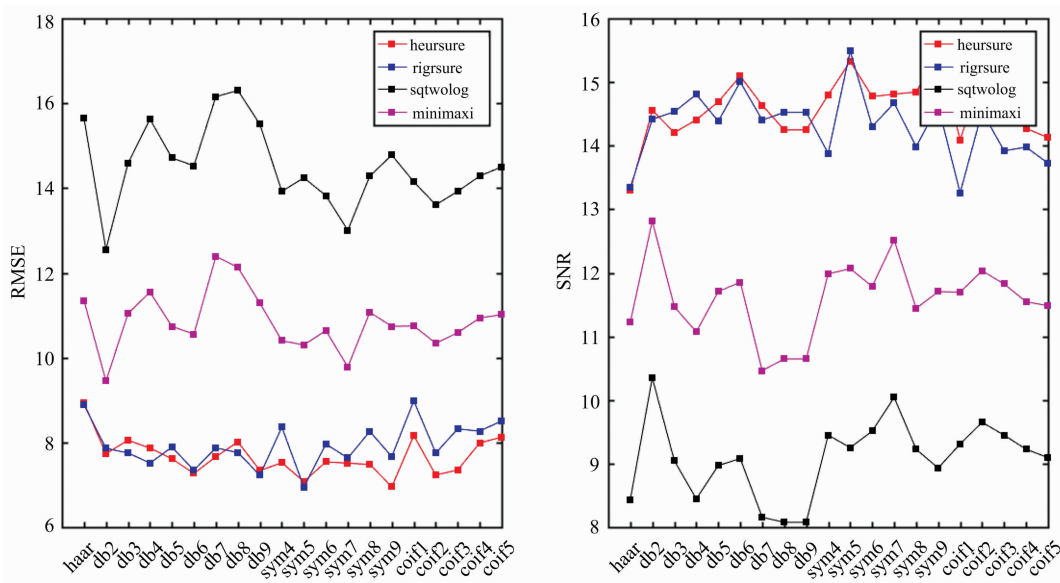 18
16
14
12
10
8
6
RMSE
heursure
rigrsure
sqtwolog
minimaxi
haar
db2
db3
db4
db5
db6
db7
db8
db9
sym4
sym5
sym6
sym7
sym8
sym9
coif1
coif2
coif3
coif4
coif5
16
15
14
13
12
11
10
9
8
SNR
heursure
rigrsure
sqtwolog
minimaxi
haar
db2
db3
db4
db5
db6
db7
db8
db9
sym4
sym5
sym6
sym7
sym8
sym9
coif1
coif2
coif3
coif4
coif5